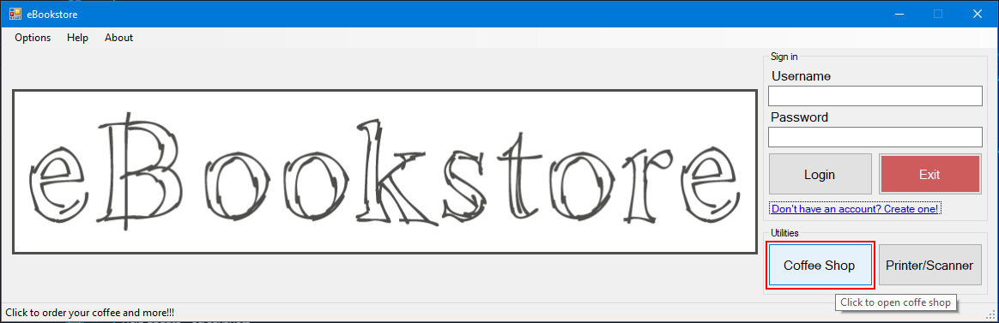 eBookstore
Options Help About
eBookstore
Sign in
Username
Password
Login Exit
Don't have an account? Create one!
Utilities
Coffee Shop Printer/Scanner
Click to open coffe shop
Click to order your coffee and more!!!